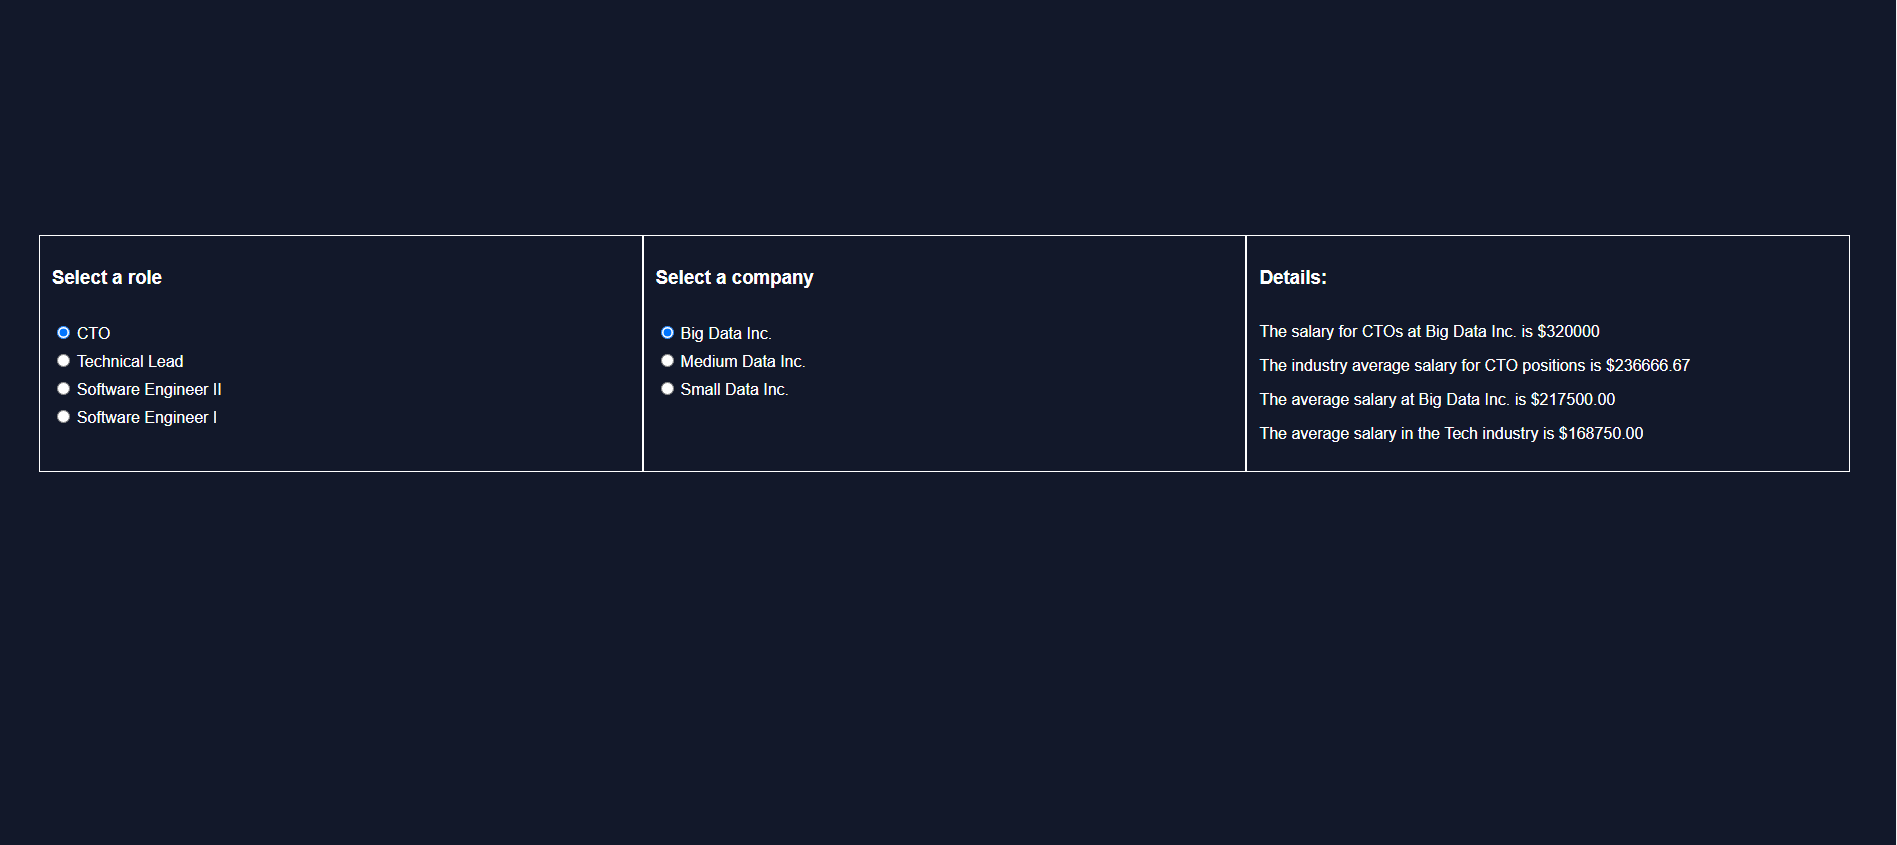 Select a role
CTO
Technical Lead
Software Engineer II
Software Engineer I
Select a company
Big Data Inc.
Medium Data Inc.
Small Data Inc.
Details:
The salary for CTOs at Big Data Inc. is $320000
The industry average salary for CTO positions is $236666.67
The average salary at Big Data Inc. is $217500.00
The average salary in the Tech industry is $168750.00